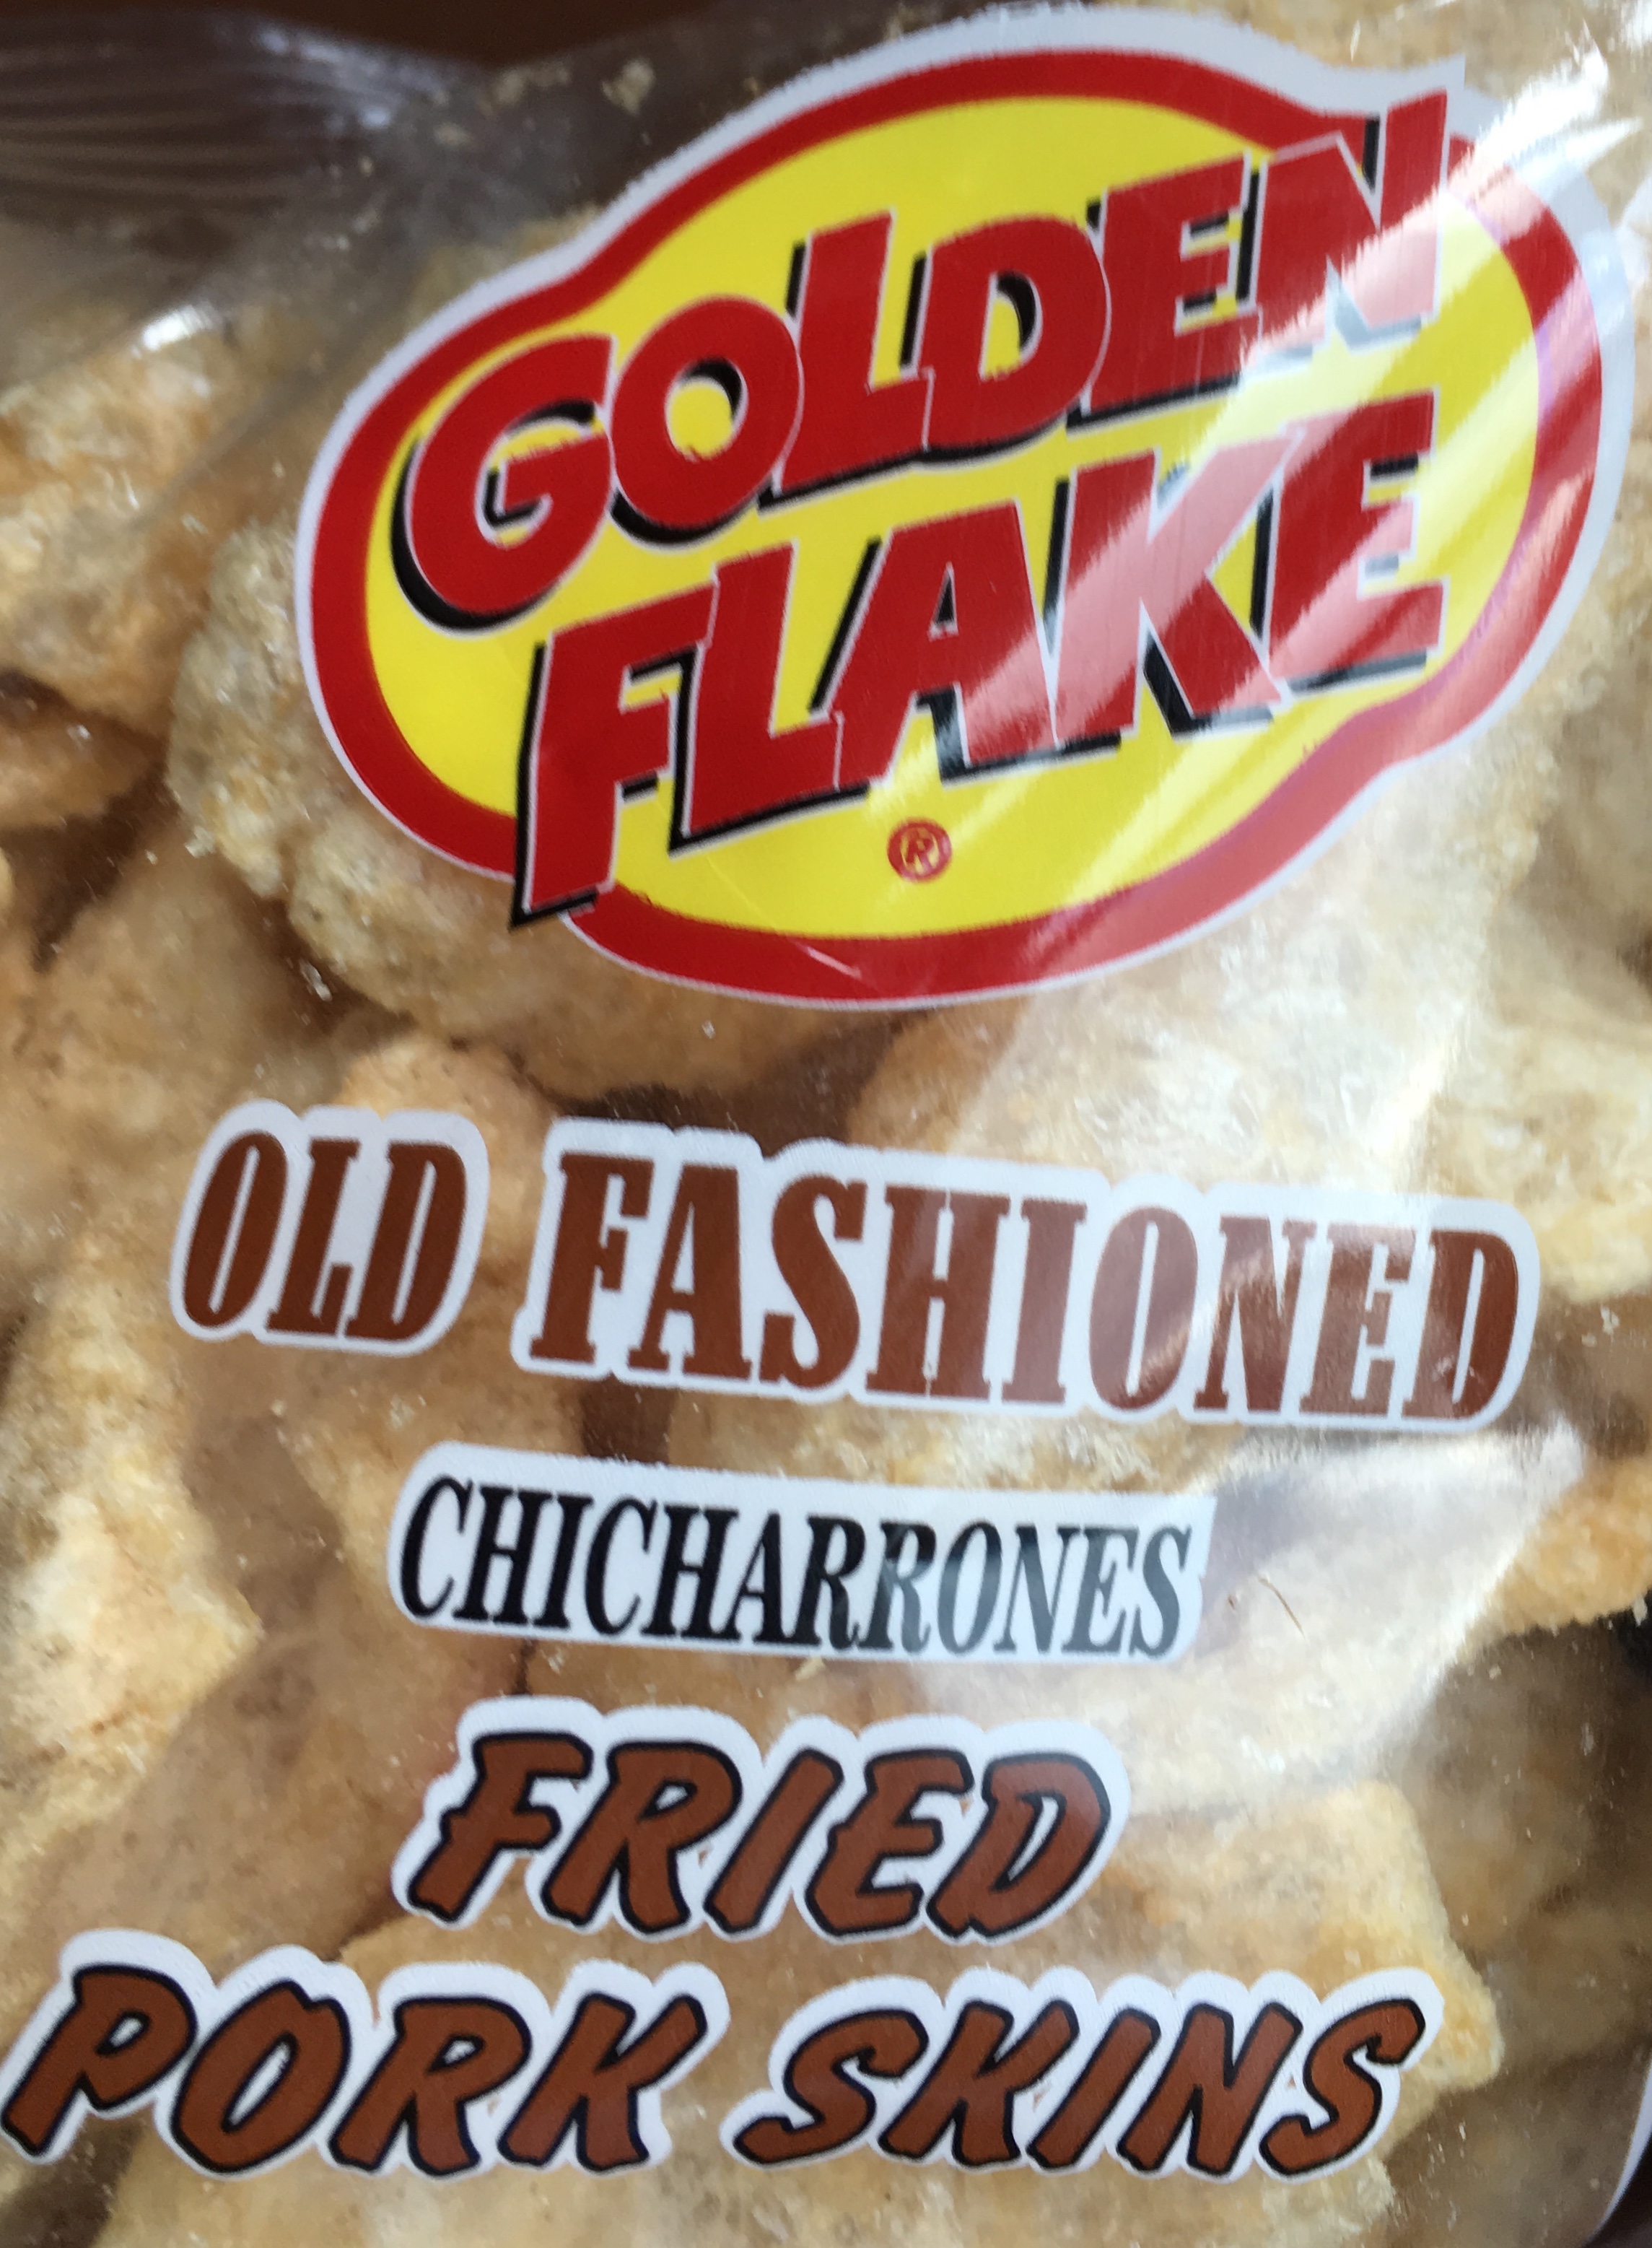 GOLDEN
FLAKE
®
OLD FASHIONED
CHICHARRONES
FRIED
PORK SKINS